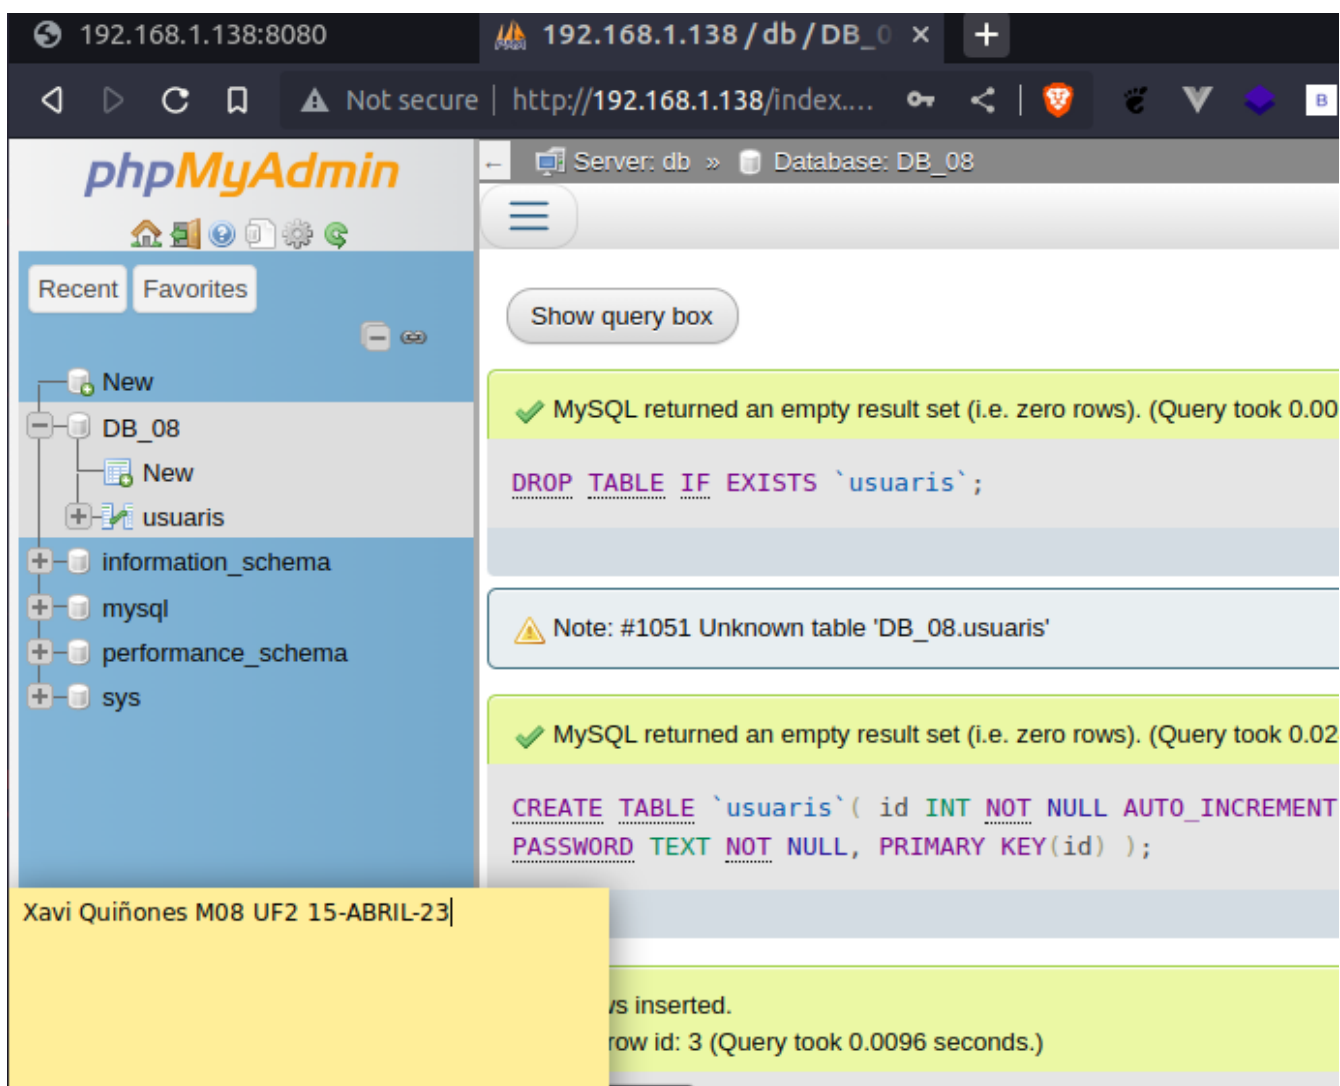 192.168.1.138:8080
192.168.1.138 / db / DB_0
Not secure
http://192.168.1.138/index....
B
phpMyAdmin
Server: db » Database: DB_08
Recent
Favorites
Show query box
New
DB_08
New
usuaris
information_schema
mysql
performance_schema
sys
MySQL returned an empty result set (i.e. zero rows). (Query took 0.00
DROP TABLE IF EXISTS `usuaris`;
Note: #1051 Unknown table 'DB_08.usuaris'
MySQL returned an empty result set (i.e. zero rows). (Query took 0.02
CREATE TABLE `usuaris`( id INT NOT NULL AUTO_INCREMENT
PASSWORD TEXT NOT NULL, PRIMARY KEY(id) );
inserted.
row id: 3 (Query took 0.0096 seconds.)
Xavi Quiñones M08 UF2 15-ABRIL-23